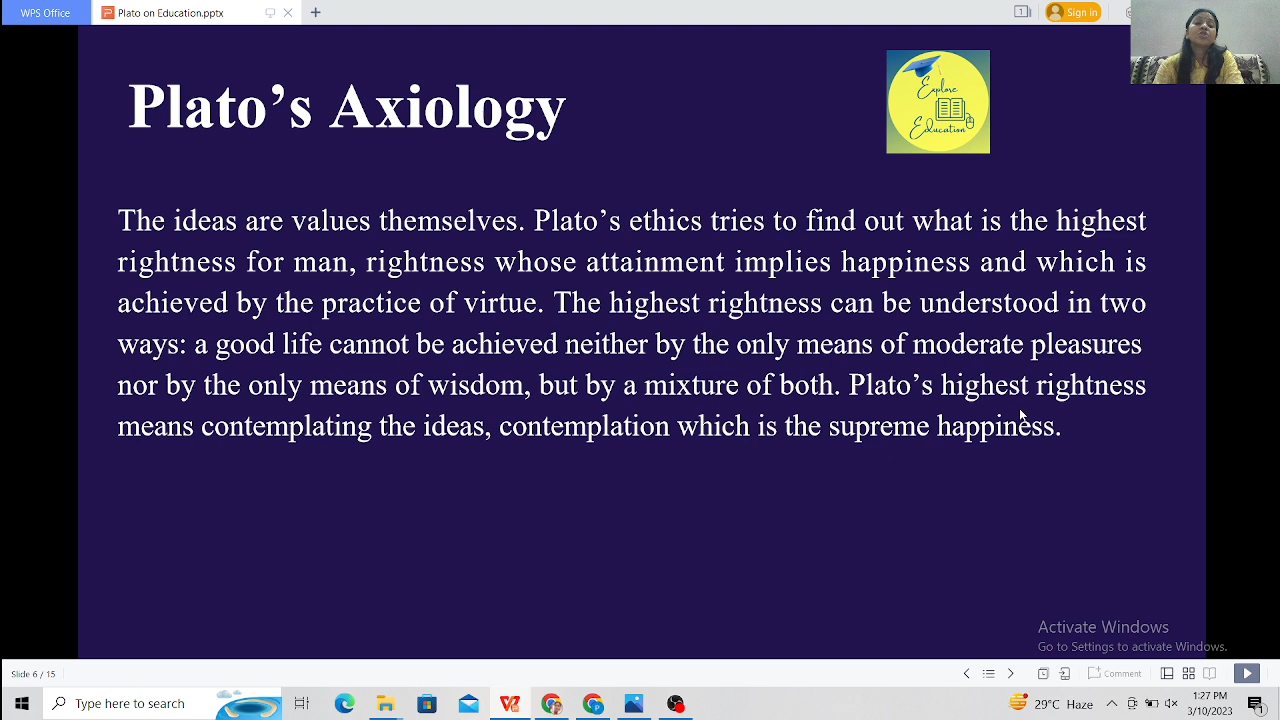 WPS Office
Plato on Education.pptx
1
Sign in
Plato’s Axiology
Explore
Education
The ideas are values themselves. Plato’s ethics tries to find out what is the highest
rightness for man, rightness whose attainment implies happiness and which is
achieved by the practice of virtue. The highest rightness can be understood in two
ways: a good life cannot be achieved neither by the only means of moderate pleasures
nor by the only means of wisdom, but by a mixture of both. Plato’s highest rightness
means contemplating the ideas, contemplation which is the supreme happiness.
Activate Windows
Go to Settings to activate Windows.
Slide 6 / 15
Comment
Type here to search
29°C Haze
1:27 PM
3/10/2023